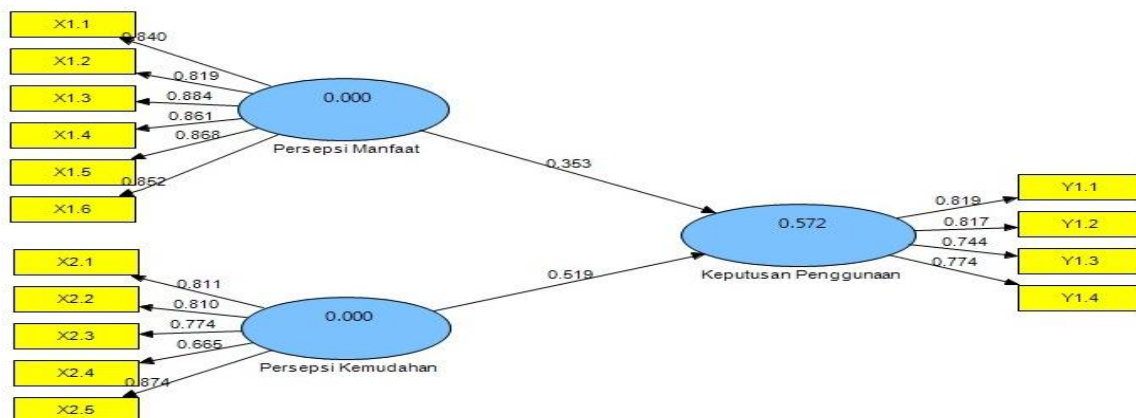 X1.1
0.840
X1.2
0.819
X1.3
0.884
X1.4
0.861
X1.5
0.868
X1.6
0.852
0.000
Persepsi Manfaat
0.353
X2.1
0.811
X2.2
0.810
X2.3
0.774
X2.4
0.665
X2.5
0.874
0.000
Persepsi Kemudahan
0.519
0.572
Keputusan Penggunaan
0.819
Y1.1
0.817
Y1.2
0.744
Y1.3
0.774
Y1.4